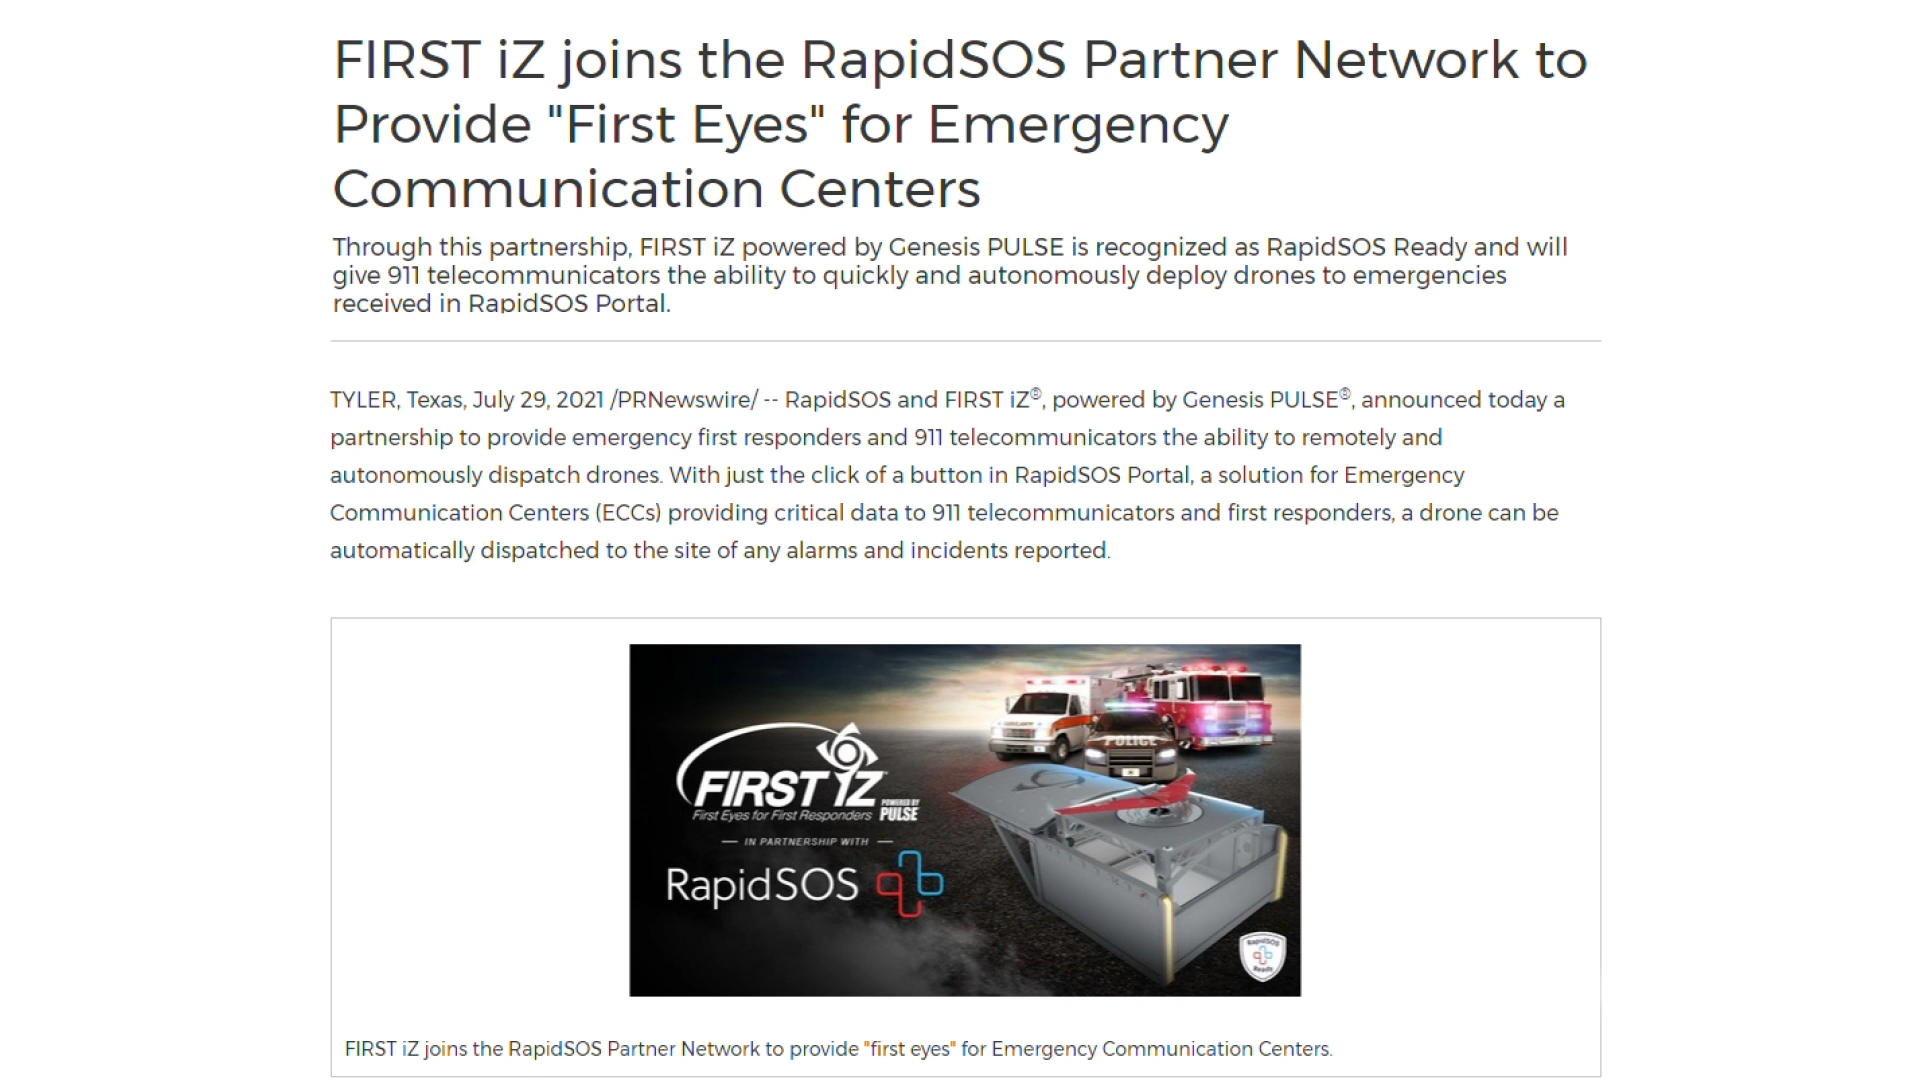 FIRST iZ joins the RapidSOS Partner Network to
Provide "First Eyes" for Emergency
Communication Centers
Through this partnership, FIRST iZ powered by Genesis PULSE is recognized as RapidSOS Ready and will
give 911 telecommunicators the ability to quickly and autonomously deploy drones to emergencies
received in RapidSOS Portal.
TYLER, Texas, July 29, 2021 /PRNewswire/ -- RapidSOS and FIRST iZ®, powered by Genesis PULSE®, announced today a
partnership to provide emergency first responders and 911 telecommunicators the ability to remotely and
autonomously dispatch drones. With just the click of a button in RapidSOS Portal, a solution for Emergency
Communication Centers (ECCs) providing critical data to 911 telecommunicators and first responders, a drone can be
automatically dispatched to the site of any alarms and incidents reported.
AMBULANCE
POLICE
FIRST iZ
POWERED BY
First Eyes for First Responders PULSE
— IN PARTNERSHIP WITH —
RapidSOS
RapidSOS
Ready
FIRST iZ joins the RapidSOS Partner Network to provide "first eyes" for Emergency Communication Centers.